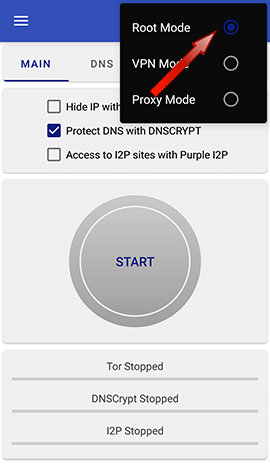 Root Mode
VPN Mode
Proxy Mode
MAIN
DNS
Hide IP with
Protect DNS with DNSCRYPT
Access to I2P sites with Purple I2P
START
Tor Stopped
DNSCrypt Stopped
I2P Stopped